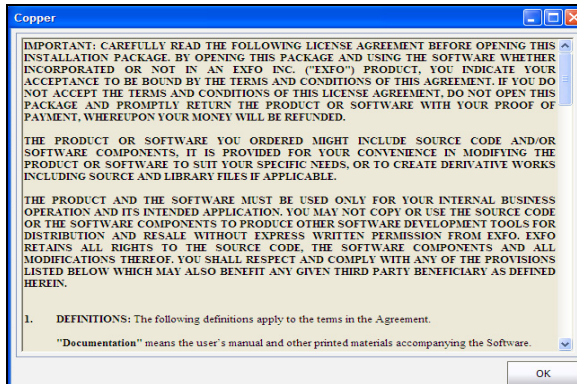 Copper
IMPORTANT: CAREFULLY READ THE FOLLOWING LICENSE AGREEMENT BEFORE OPENING THIS
INSTALLATION PACKAGE. BY OPENING THIS PACKAGE AND USING THE SOFTWARE WHETHER
INCORPORATED OR NOT IN AN EXFO INC. ("EXFO") PRODUCT, YOU INDICATE YOUR
ACCEPTANCE TO BE BOUND BY THE TERMS AND CONDITIONS OF THIS AGREEMENT. IF YOU DO
NOT ACCEPT THE TERMS AND CONDITIONS OF THIS LICENSE AGREEMENT, DO NOT OPEN THIS
PACKAGE AND PROMPTLY RETURN THE PRODUCT OR SOFTWARE WITH YOUR PROOF OF
PAYMENT, WHEREUPON YOUR MONEY WILL BE REFUNDED.
THE PRODUCT OR SOFTWARE YOU ORDERED MIGHT INCLUDE SOURCE CODE AND/OR
SOFTWARE COMPONENTS, IT IS PROVIDED FOR YOUR CONVENIENCE IN MODIFYING THE
PRODUCT OR SOFTWARE TO SUIT YOUR SPECIFIC NEEDS, OR TO CREATE DERIVATIVE WORKS
INCLUDING SOURCE AND LIBRARY FILES IF APPLICABLE.
THE PRODUCT AND THE SOFTWARE MUST BE USED ONLY FOR YOUR INTERNAL BUSINESS
OPERATION AND ITS INTENDED APPLICATION. YOU MAY NOT COPY OR USE THE SOURCE CODE
OR THE SOFTWARE COMPONENTS TO PRODUCE OTHER SOFTWARE DEVELOPMENT TOOLS FOR
DISTRIBUTION AND RESALE WITHOUT EXPRESS WRITTEN PERMISSION FROM EXFO. EXFO
RETAINS ALL RIGHTS TO THE SOURCE CODE, THE SOFTWARE COMPONENTS AND ALL
MODIFICATIONS THEREOF. YOU SHALL RESPECT AND COMPLY WITH ANY OF THE PROVISIONS
LISTED BELOW WHICH MAY ALSO BENEFIT ANY GIVEN THIRD PARTY BENEFICIARY AS DEFINED
HEREIN.
1. DEFINITIONS: The following definitions apply to the terms in the Agreement.
"Documentation" means the user's manual and other printed materials accompanying the Software.
OK